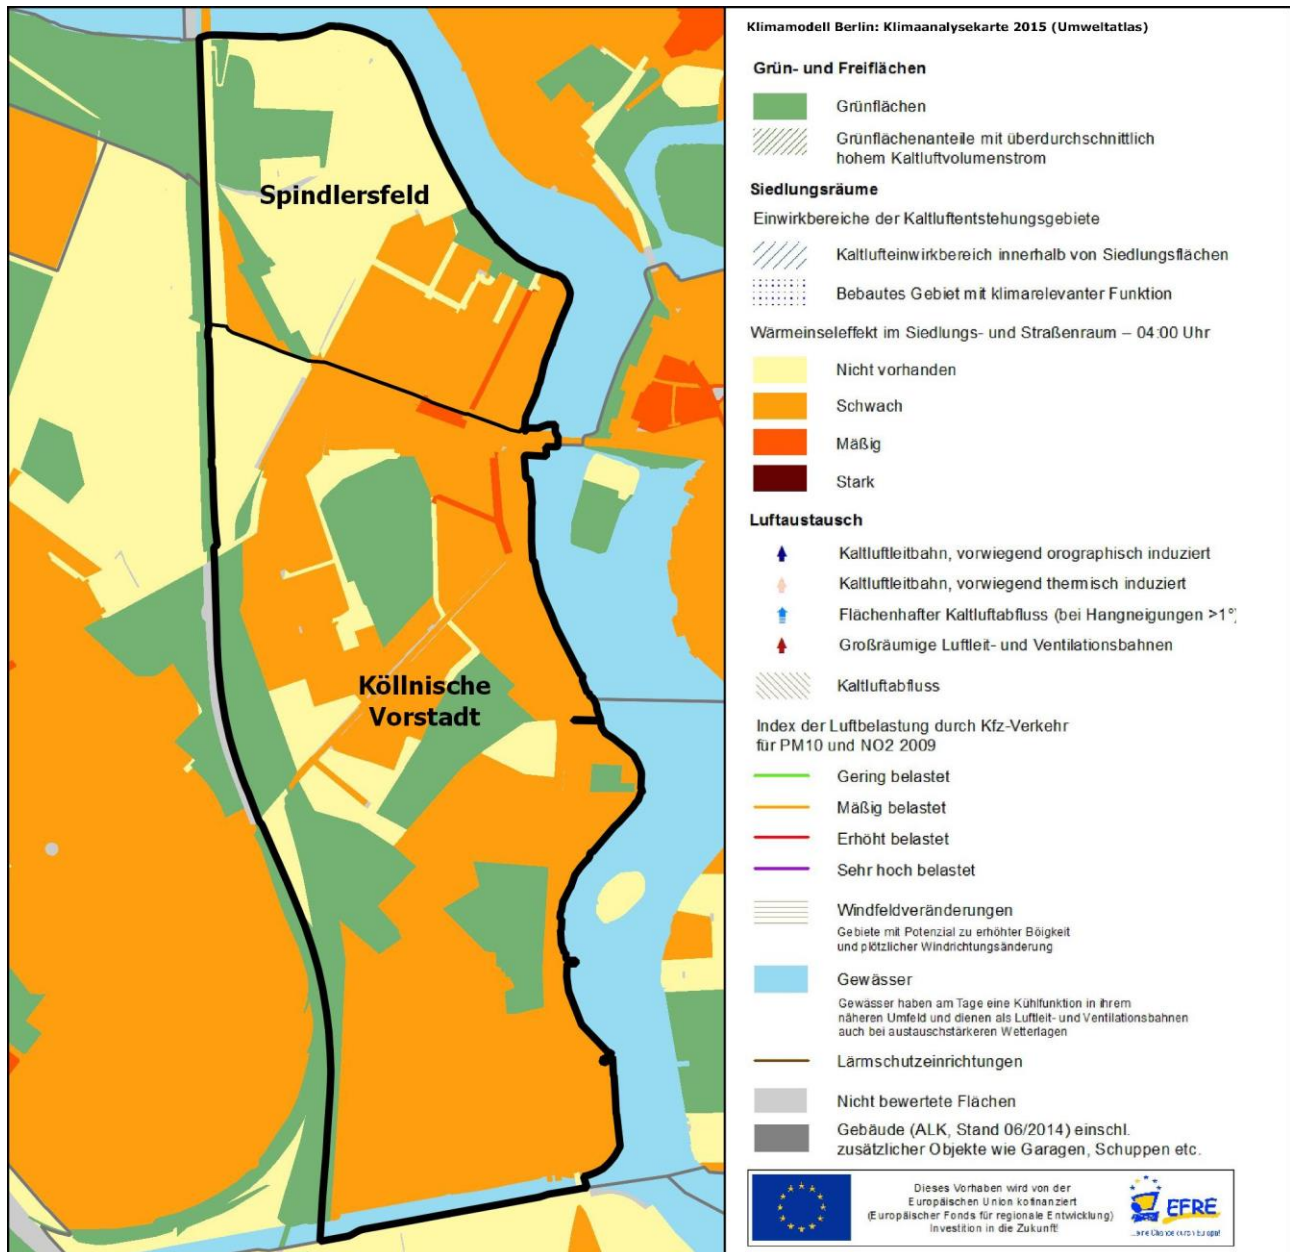 Spindlersfeld
Köllnische
Vorstadt
Klimamodell Berlin: Klimaanalysekarte 2015 (Umweltatlas)
Grün- und Freiflächen
Grünflächen
Grünflächenanteile mit überdurchschnittlich
hohem Kaltluftvolumenstrom
Siedlungsräume
Einwirkbereiche der Kaltluftentstehungsgebiete
Kaltlufteinwirkbereich innerhalb von Siedlungsflächen
Bebautes Gebiet mit klimarelevanter Funktion
Wärmeinseleffekt im Siedlungs- und Straßenraum – 04:00 Uhr
Nicht vorhanden
Schwach
Mäßig
Stark
Luftaustausch
Kaltluftleitbahn, vorwiegend orographisch induziert
Kaltluftleitbahn, vorwiegend thermisch induziert
Flächenhafter Kaltluftabfluss (bei Hangneigungen >1°)
Großräumige Luftleit- und Ventilationsbahnen
Kaltluftabfluss
Index der Luftbelastung durch Kfz-Verkehr
für PM10 und NO2 2009
Gering belastet
Mäßig belastet
Erhöht belastet
Sehr hoch belastet
Windfeldveränderungen
Gebiete mit Potenzial zu erhöhter Böigkeit
und plötzlicher Windrichtungsänderung
Gewässer
Gewässer haben am Tage eine Kühlfunktion in ihrem
näheren Umfeld und dienen als Luftleit- und Ventilationsbahnen
auch bei austauschstärkeren Wetterlagen
Lärmschutzeinrichtungen
Nicht bewertete Flächen
Gebäude (ALK, Stand 06/2014) einschl.
zusätzlicher Objekte wie Garagen, Schuppen etc.
Dieses Vorhaben wird von der
Europäischen Union kofinanziert
(Europäischer Fonds für regionale Entwicklung)
Investition in die Zukunft!
EFRE
...eine Chance durch Europa!